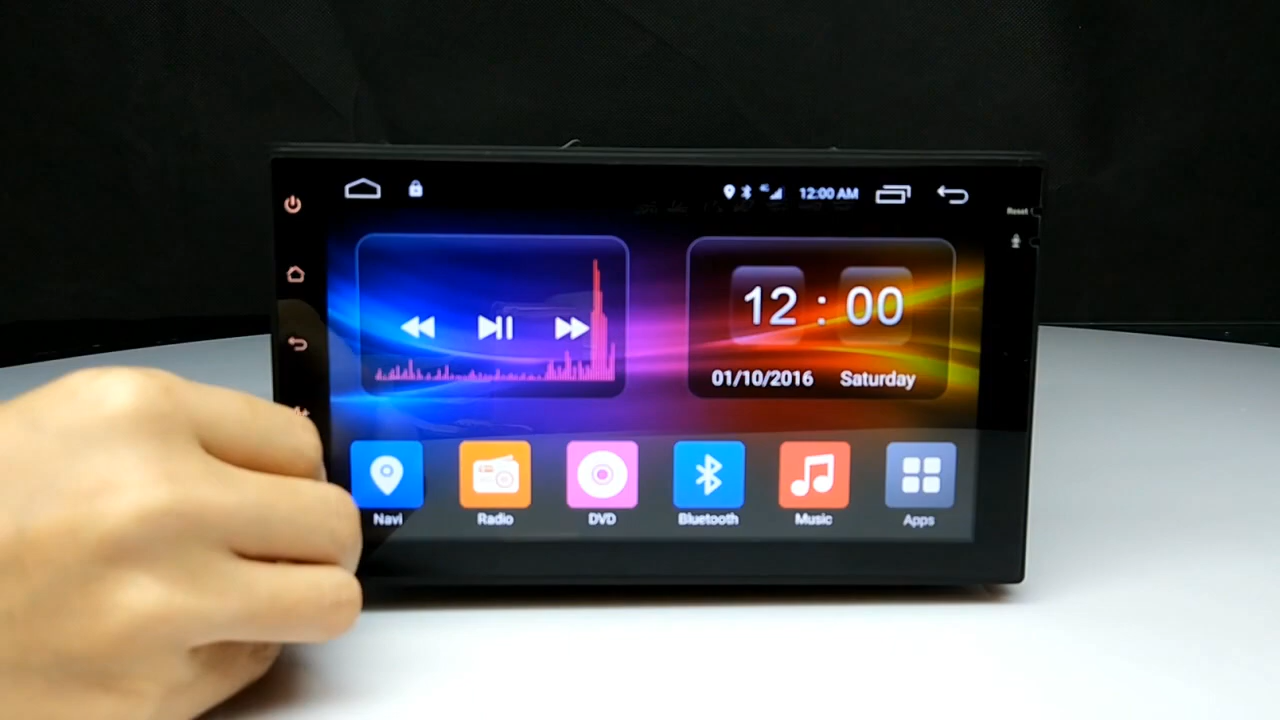 12:00 AM
Reset
12 : 00
01/10/2016 Saturday
Navi Radio DVD Bluetooth Music Apps